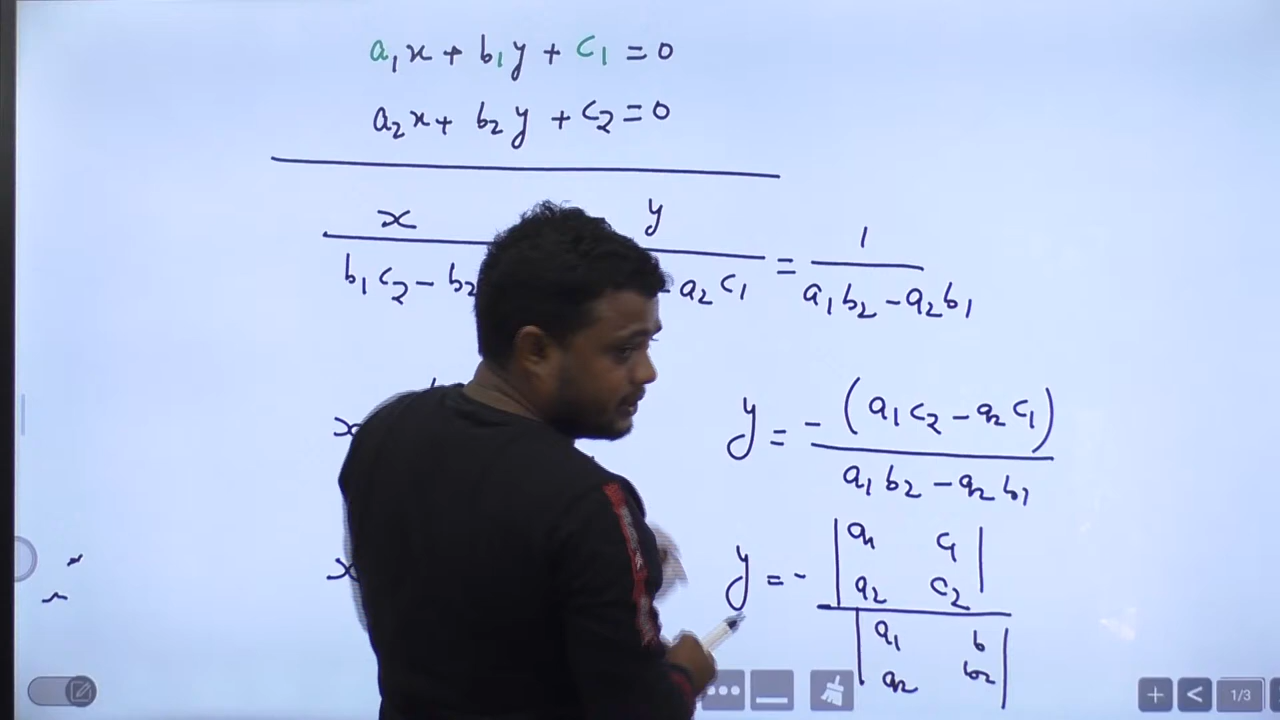 a₁x + b₁y + c₁ = 0
a₂x + b₂y + c₂ = 0
x y 1
b₁c₂ - b₂ - a₂c₁ = a₁b₂ - a₂b₁
x
y = - (a₁c₂ - a₂c₁)
a₁b₂ - a₂b₁
x
y = - | a₁ c₁ |
| a₂ c₂ |
| a₁ b |
| a₂ b₂ |
1/3